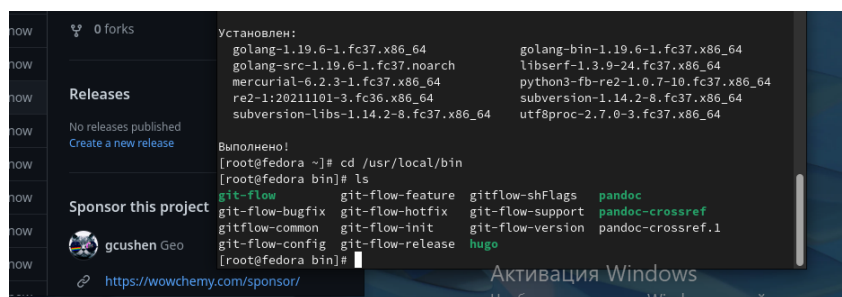 now
now
now
now
now
now
now
now
0 forks
Releases
No releases published
Create a new release
Sponsor this project
gcushen Geo
https://wowchemy.com/sponsor/
Установлен:
golang-1.19.6-1.fc37.x86_64 golang-bin-1.19.6-1.fc37.x86_64
golang-src-1.19.6-1.fc37.noarch libserf-1.3.9-24.fc37.x86_64
mercurial-6.2.3-1.fc37.x86_64 python3-fb-re2-1.0.7-10.fc37.x86_64
re2-1:20211101-3.fc36.x86_64 subversion-1.14.2-8.fc37.x86_64
subversion-libs-1.14.2-8.fc37.x86_64 utf8proc-2.7.0-3.fc37.x86_64
Выполнено!
[root@fedora ~]# cd /usr/local/bin
[root@fedora bin]# ls
git-flow git-flow-feature gitflow-shFlags pandoc
git-flow-bugfix git-flow-hotfix git-flow-support pandoc-crossref
gitflow-common git-flow-init git-flow-version pandoc-crossref.1
git-flow-config git-flow-release hugo
[root@fedora bin]#
Активация Windows